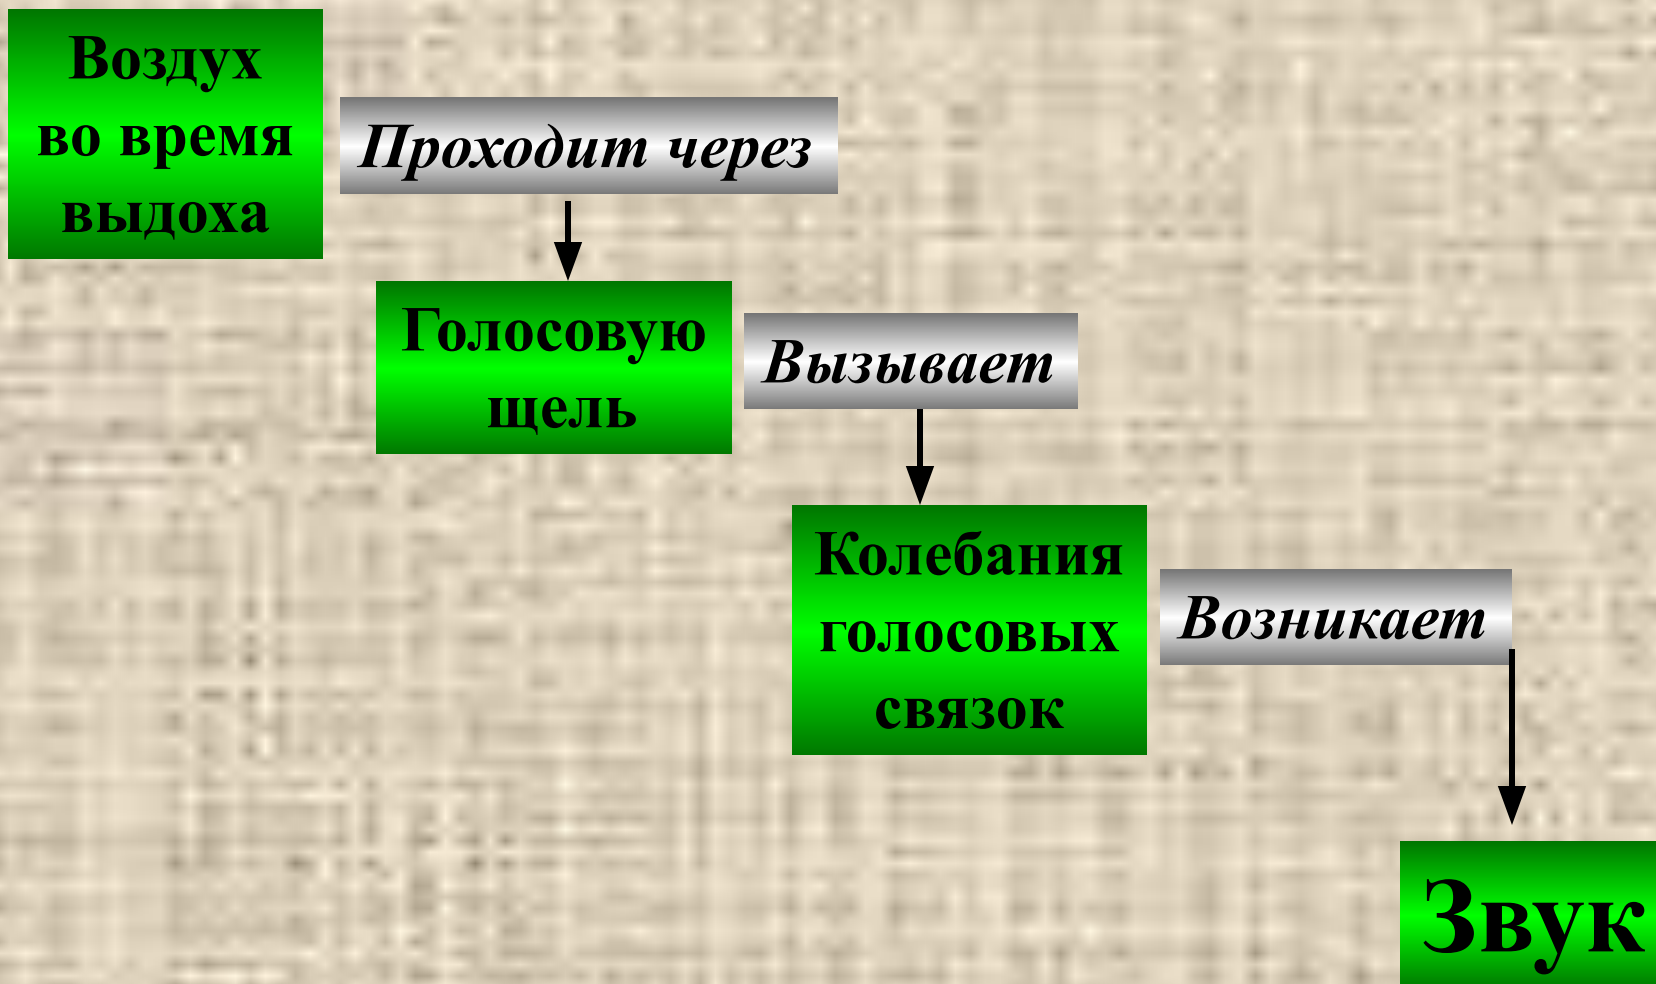 Воздух
во время
выдоха
Проходит через
Голосовую
щель
Вызывает
Колебания
голосовых
связок
Возникает
Звук